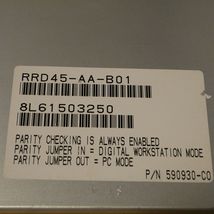 RRD45-AA-B01
8L61503250
PARITY CHECKING IS ALWAYS ENABLED
PARITY JUMPER IN = DIGITAL WORKSTATION MODE
PARITY JUMPER OUT = PC MODE
P/N 590930-CO